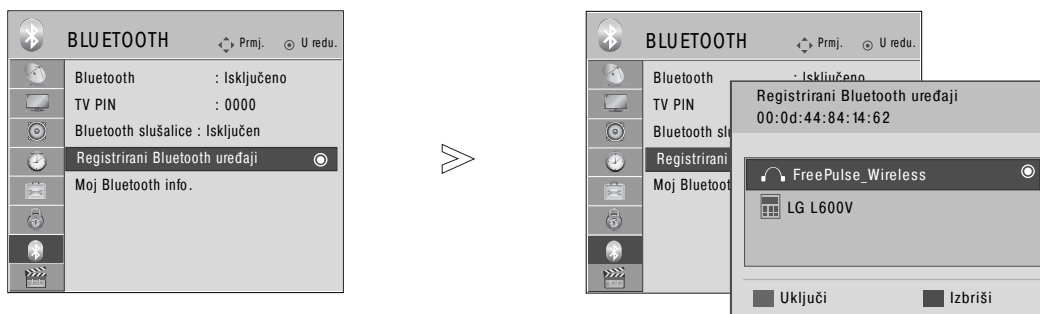 BLUETOOTH
Prmj.
U redu.
Bluetooth : Isključeno
TV PIN : 0000
Bluetooth slušalice : Isključen
Registrirani Bluetooth uređaji
Moj Bluetooth info.
BLUETOOTH
Prmj.
U redu.
Bluetooth : Isključeno
TV PIN
Bluetooth slu
Registrirani
Moj Bluetoot
Registrirani Bluetooth uređaji
00:0d:44:84:14:62
FreePulse_Wireless
LG L600V
Uključi
Izbriši